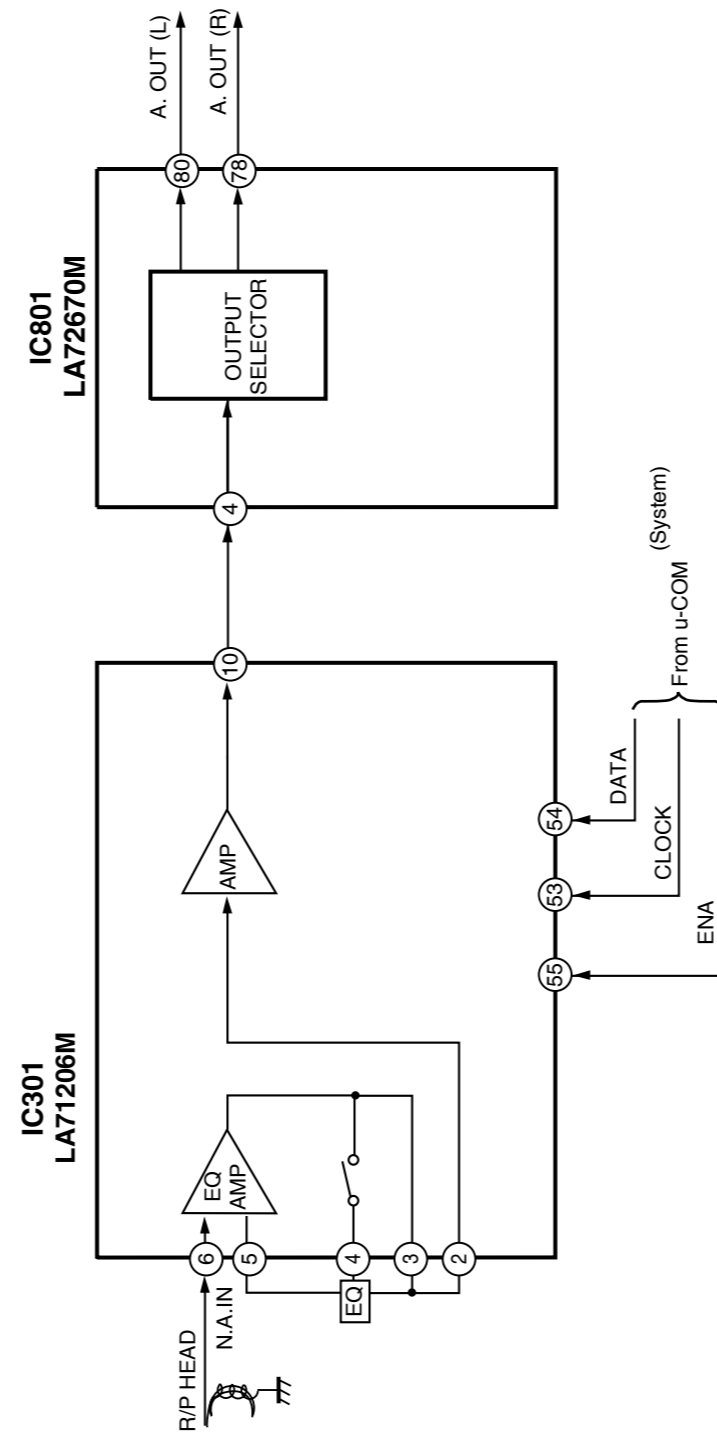 IC301
LA71206M
IC801
LA72670M
R/P HEAD
N.A.IN
6
5
4
3
2
EQ
EQ
AMP
AMP
10
4
OUTPUT
SELECTOR
80
78
A. OUT (L)
A. OUT (R)
55
53
54
ENA
CLOCK
DATA
From u-COM
(System)